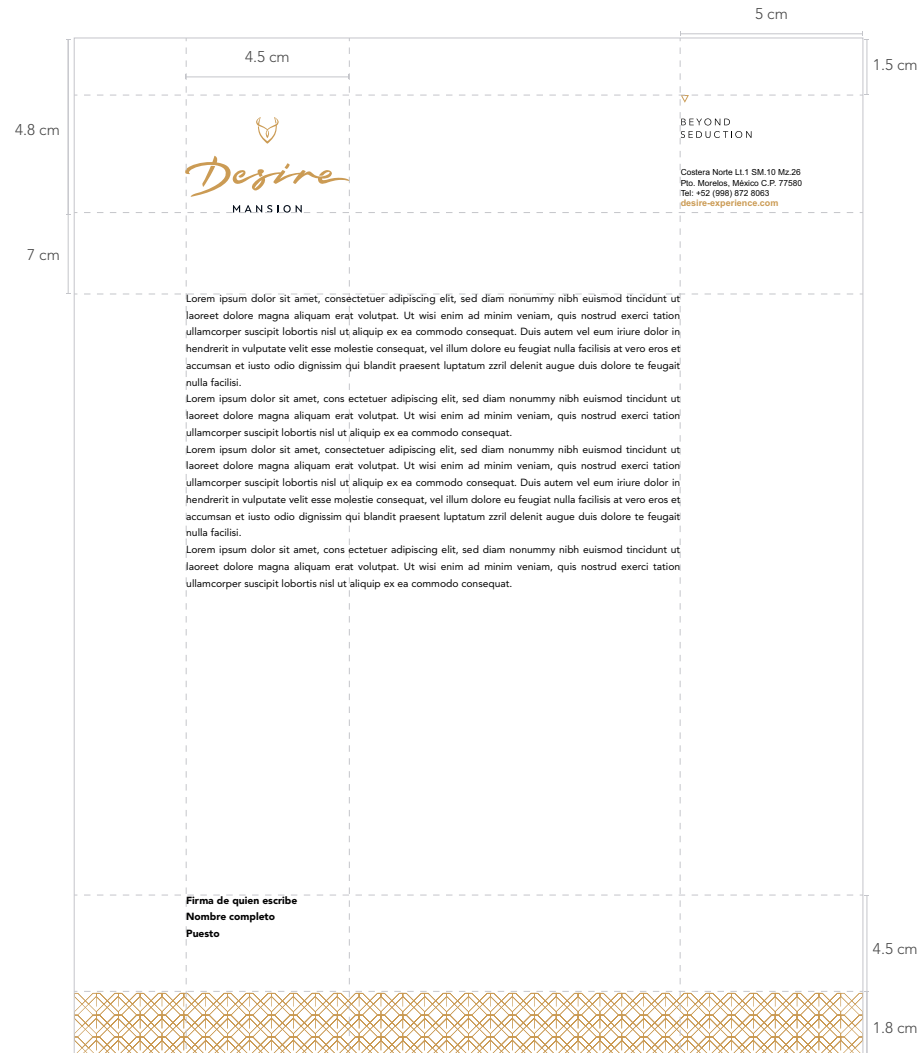 5 cm
4.5 cm
1.5 cm
4.8 cm
BEYOND
SEDUCTION
Desire
MANSION
Costera Norte Lt.1 SM.10 Mz.26
Pto. Morelos, México C.P. 77580
Tel: +52 (998) 872 8063
desire-experience.com
7 cm
Lorem ipsum dolor sit amet, consectetuer adipiscing elit, sed diam nonummy nibh euismod tincidunt ut
laoreet dolore magna aliquam erat volutpat. Ut wisi enim ad minim veniam, quis nostrud exerci tation
ullamcorper suscipit lobortis nisl ut aliquip ex ea commodo consequat. Duis autem vel eum iriure dolor in
hendrerit in vulputate velit esse molestie consequat, vel illum dolore eu feugiat nulla facilisis at vero eros et
accumsan et iusto odio dignissim qui blandit praesent luptatum zzril delenit augue duis dolore te feugait
nulla facilisi.
Lorem ipsum dolor sit amet, cons ectetuer adipiscing elit, sed diam nonummy nibh euismod tincidunt ut
laoreet dolore magna aliquam erat volutpat. Ut wisi enim ad minim veniam, quis nostrud exerci tation
ullamcorper suscipit lobortis nisl ut aliquip ex ea commodo consequat.
Lorem ipsum dolor sit amet, consectetuer adipiscing elit, sed diam nonummy nibh euismod tincidunt ut
laoreet dolore magna aliquam erat volutpat. Ut wisi enim ad minim veniam, quis nostrud exerci tation
ullamcorper suscipit lobortis nisl ut aliquip ex ea commodo consequat. Duis autem vel eum iriure dolor in
hendrerit in vulputate velit esse molestie consequat, vel illum dolore eu feugiat nulla facilisis at vero eros et
accumsan et iusto odio dignissim qui blandit praesent luptatum zzril delenit augue duis dolore te feugait
nulla facilisi.
Lorem ipsum dolor sit amet, cons ectetuer adipiscing elit, sed diam nonummy nibh euismod tincidunt ut
laoreet dolore magna aliquam erat volutpat. Ut wisi enim ad minim veniam, quis nostrud exerci tation
ullamcorper suscipit lobortis nisl ut aliquip ex ea commodo consequat.
Firma de quien escribe
Nombre completo
Puesto
4.5 cm
1.8 cm